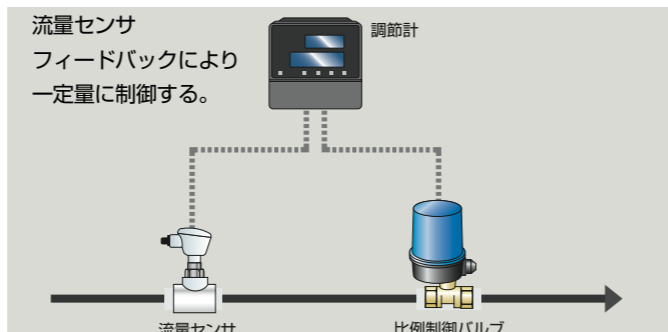 流量センサ
フィードバックにより
一定量に制御する。
調節計
流量センサ
比例制御バルブ